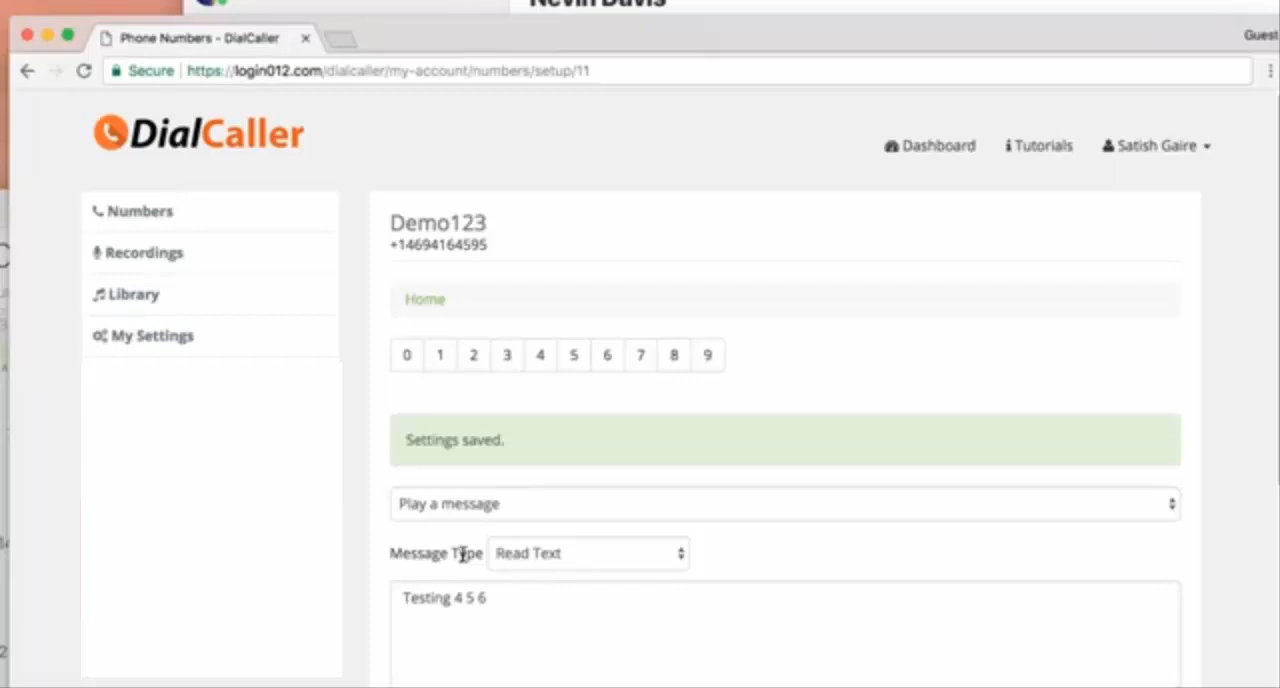 Nevin Davis
Phone Numbers - DialCaller
Guest
Secure https://login012.com/dialcaller/my-account/numbers/setup/11
DialCaller
Dashboard Tutorials Satish Gaire
Numbers
Recordings
Library
My Settings
Demo123
+14694164595
Home
0 1 2 3 4 5 6 7 8 9
Settings saved.
Play a message
Message Type Read Text
Testing 4 5 6